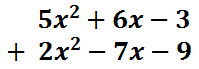 5x² + 6x − 3
+ 2x² − 7x − 9